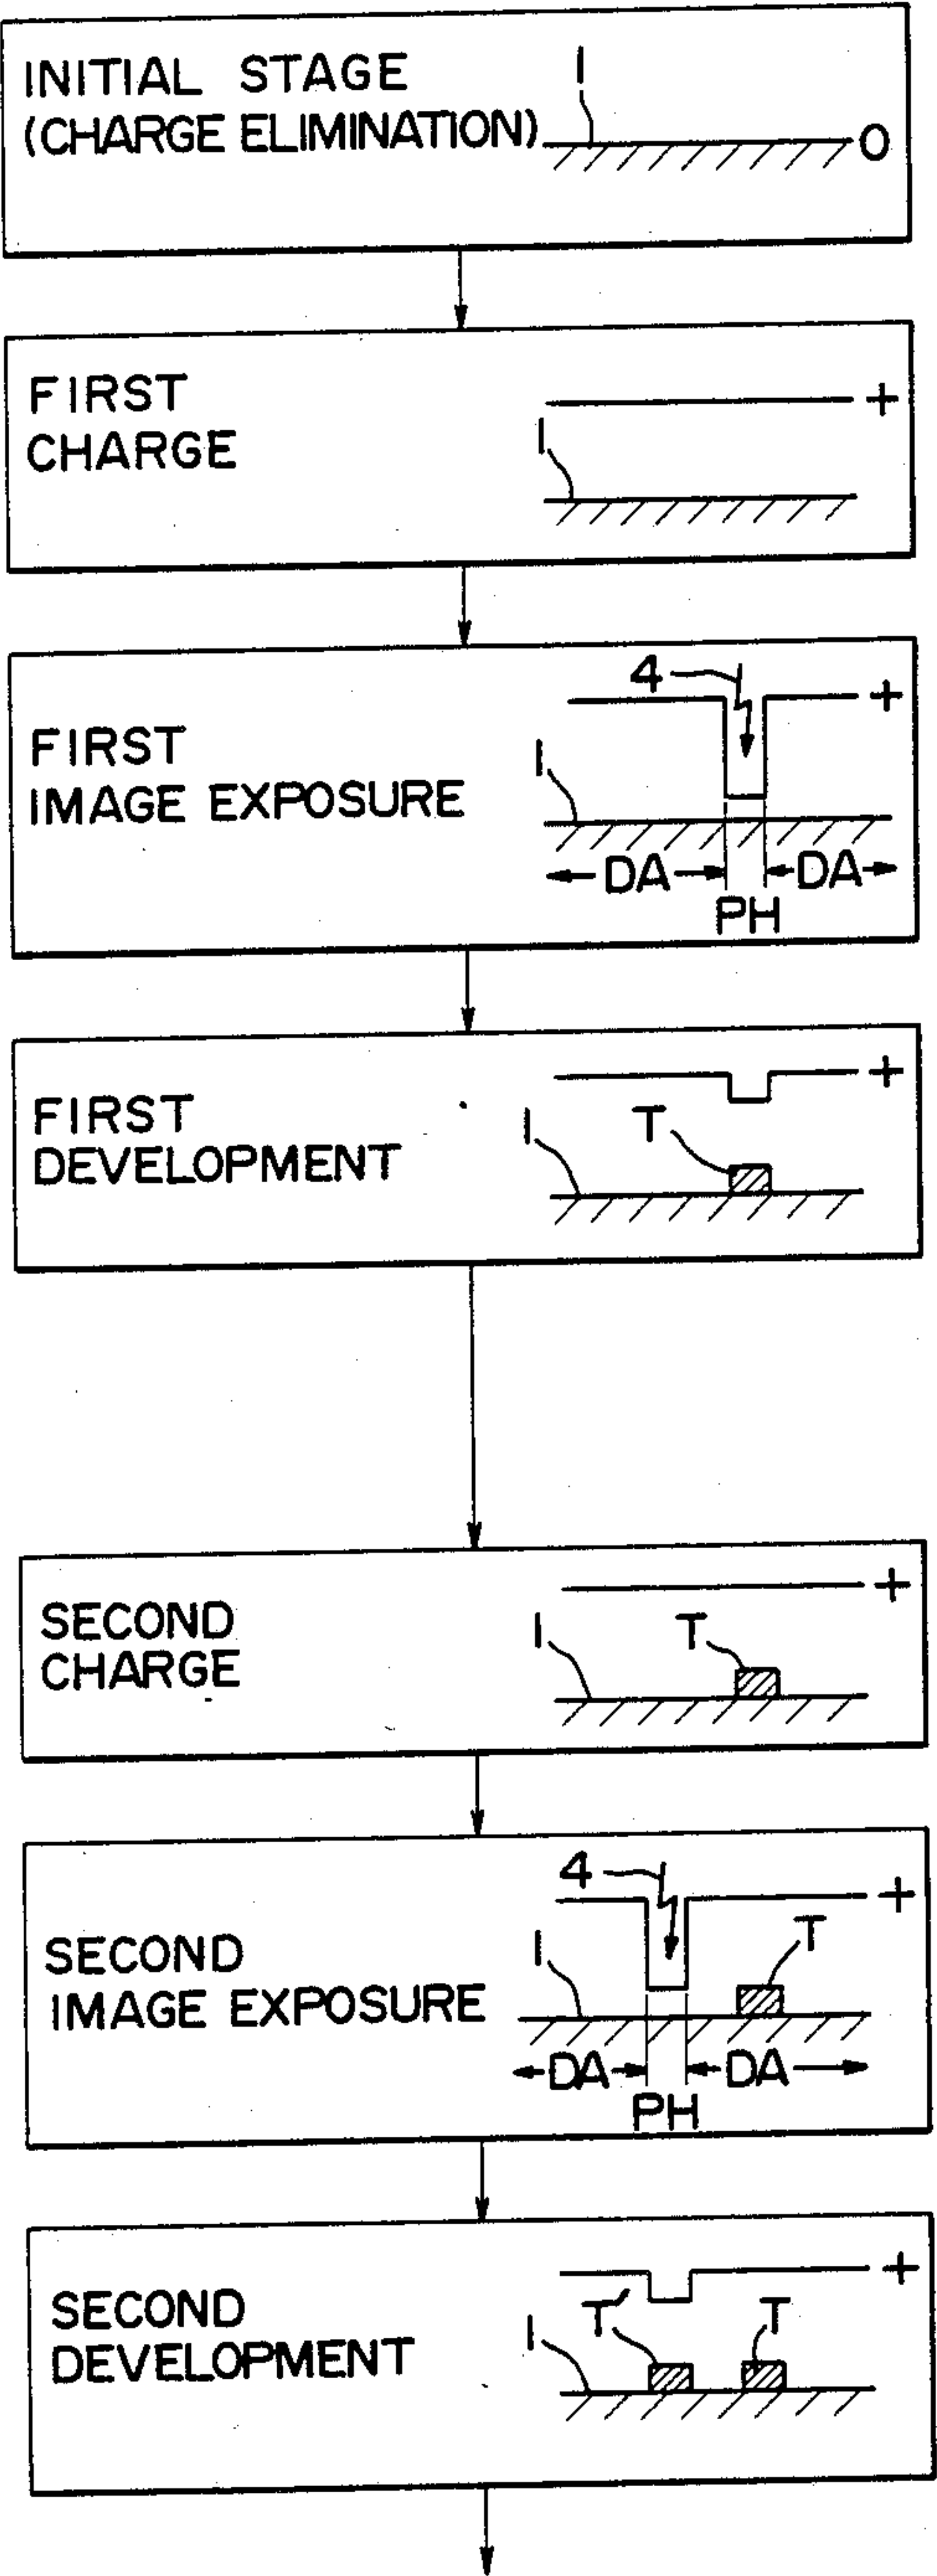 INITIAL STAGE
(CHARGE ELIMINATION)
1
0
FIRST
CHARGE
1
+
FIRST
IMAGE EXPOSURE
4
+
1
DA
DA
PH
FIRST
DEVELOPMENT
+
1
T
SECOND
CHARGE
+
1
T
SECOND
IMAGE EXPOSURE
4
+
1
T
DA
DA
PH
SECOND
DEVELOPMENT
+
1
T'
T